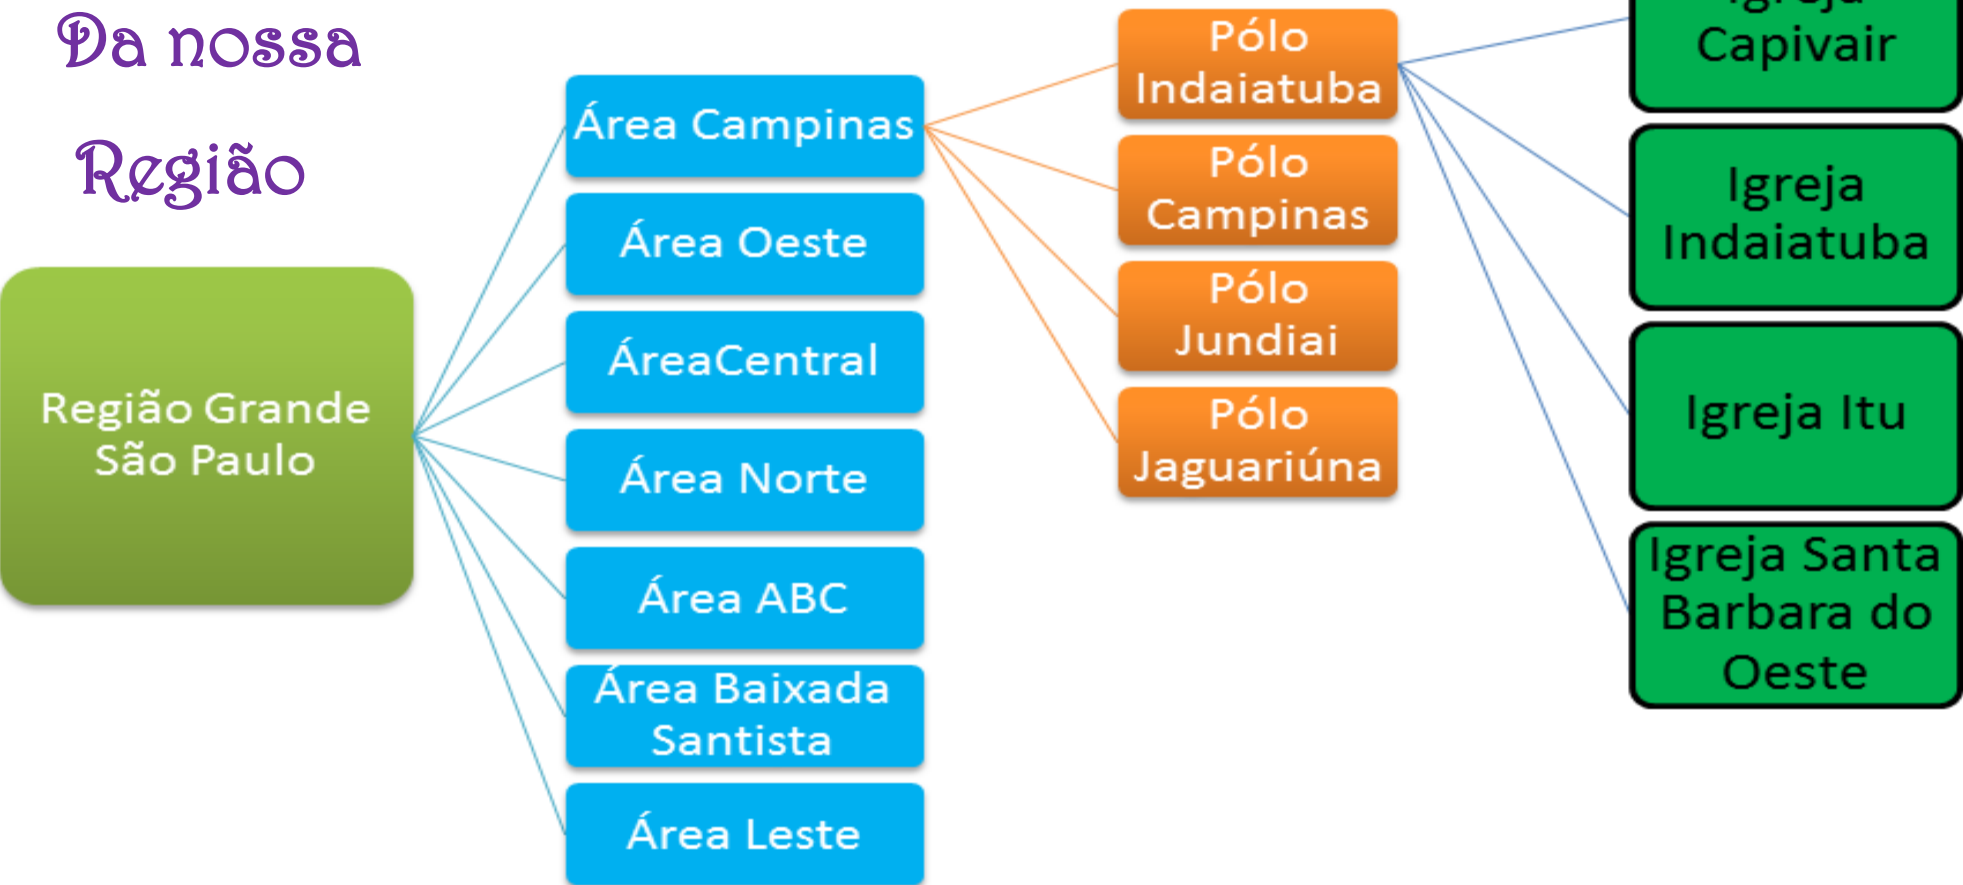 Da nossa
Região
Região Grande
São Paulo
Área Campinas
Área Oeste
ÁreaCentral
Área Norte
Área ABC
Área Baixada
Santista
Área Leste
Pólo
Indaiatuba
Pólo
Campinas
Pólo
Jundiai
Pólo
Jaguariúna
Igreja
Capivair
Igreja
Indaiatuba
Igreja Itu
Igreja Santa
Barbara do
Oeste